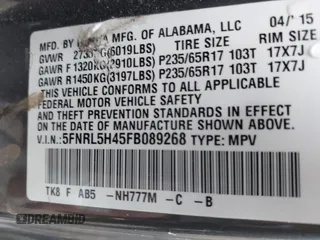 MFD. BY HONDA MFG. OF ALABAMA, LLC 04/ 15
GVWR 2730KG(6019LBS) TIRE SIZE RIM SIZE
GAWR F1320KG(2910LBS) P235/65R17 103T 17X7J
GAWR R1450KG(3197LBS) P235/65R17 103T 17X7J
THIS VEHICLE CONFORMS TO ALL APPLICABLE
FEDERAL MOTOR VEHICLE SAFETY, BUMPER, AND
THEFT PREVENTION STANDARDS IN EFFECT ON THE
DATE OF MANUFACTURE SHOWN ABOVE.
V.I.N.: 5FNRL5H45FB089268 TYPE: MPV
TK8 F AB5 -NH777M -C -B
DREAMBID